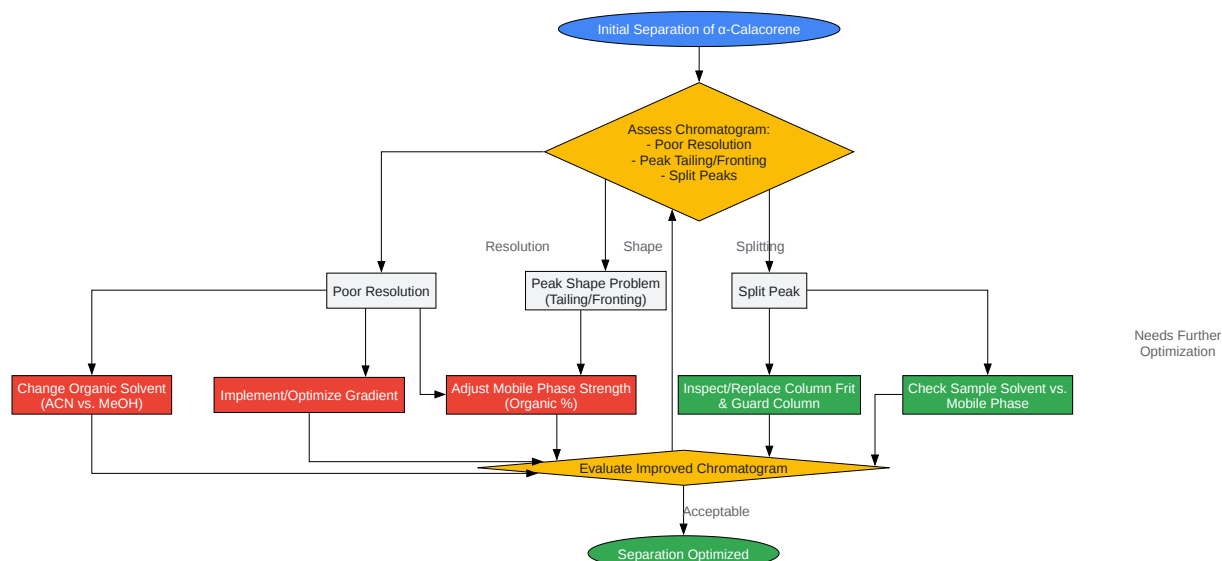 Initial Separation of α-Calacorene
Assess Chromatogram:
- Poor Resolution
- Peak Tailing/Fronting
- Split Peaks
Resolution
Shape
Splitting
Poor Resolution
Peak Shape Problem
(Tailing/Fronting)
Split Peak
Needs Further
Optimization
Change Organic Solvent
(ACN vs. MeOH)
Implement/Optimize Gradient
Adjust Mobile Phase Strength
(Organic %)
Inspect/Replace Column Frit
& Guard Column
Check Sample Solvent vs.
Mobile Phase
Evaluate Improved Chromatogram
Acceptable
Separation Optimized